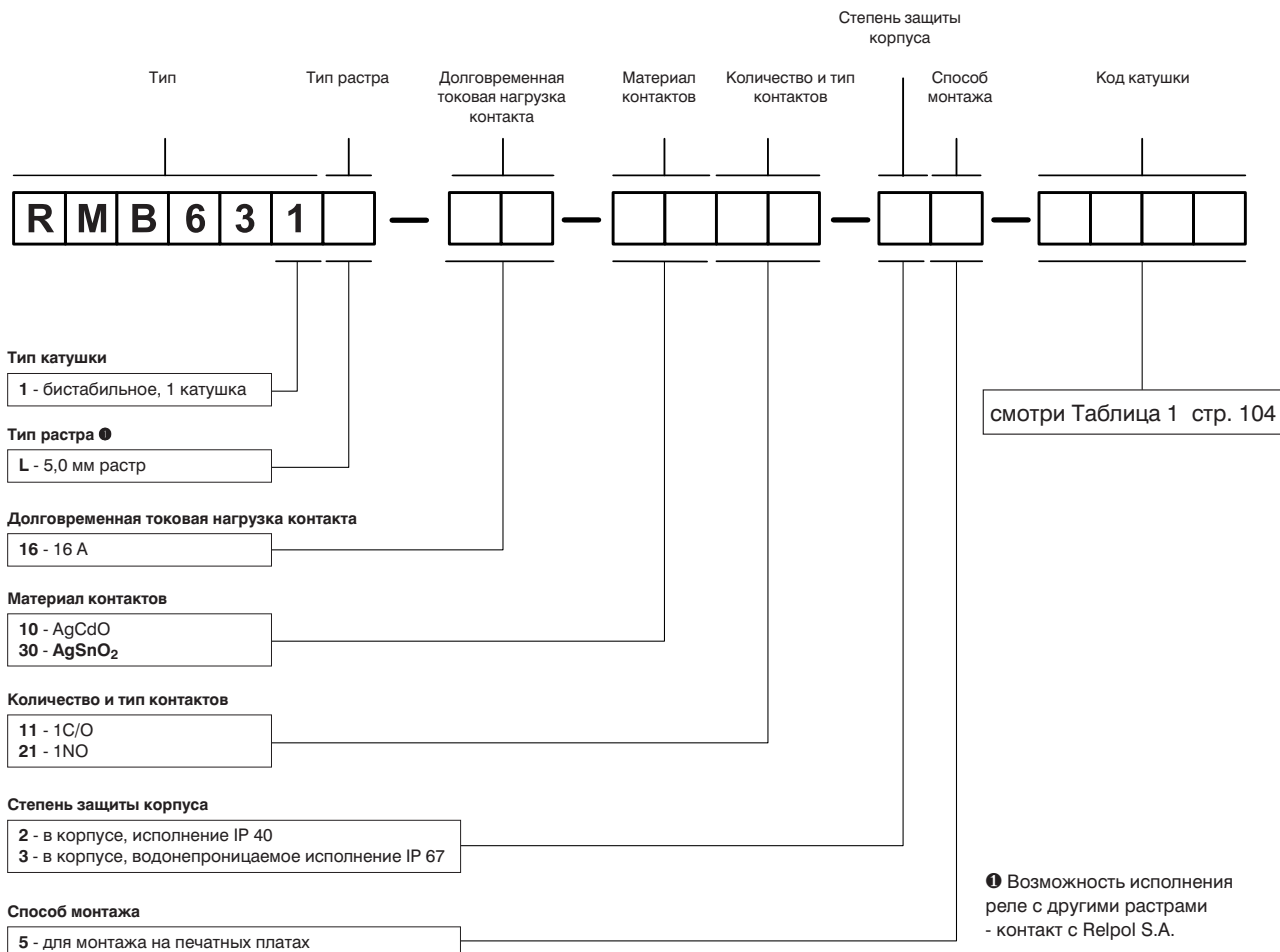 Степень защиты
корпуса
Тип
Тип растра
Долговременная
токовая нагрузка
контакта
Материал
контактов
Количество и тип
контактов
Способ
монтажа
Код катушки
RMB631 — — — —
Тип катушки
1 - бистабильное, 1 катушка
Тип растра ❶
L - 5,0 мм растр
Долговременная токовая нагрузка контакта
16 - 16 A
Материал контактов
10 - AgCdO
30 - AgSnO₂
Количество и тип контактов
11 - 1C/O
21 - 1NO
Степень защиты корпуса
2 - в корпусе, исполнение IP 40
3 - в корпусе, водонепроницаемое исполнение IP 67
Способ монтажа
5 - для монтажа на печатных платах
смотри Таблица 1 стр. 104
❶ Возможность исполнения
реле с другими растрами
- контакт с Relpol S.A.